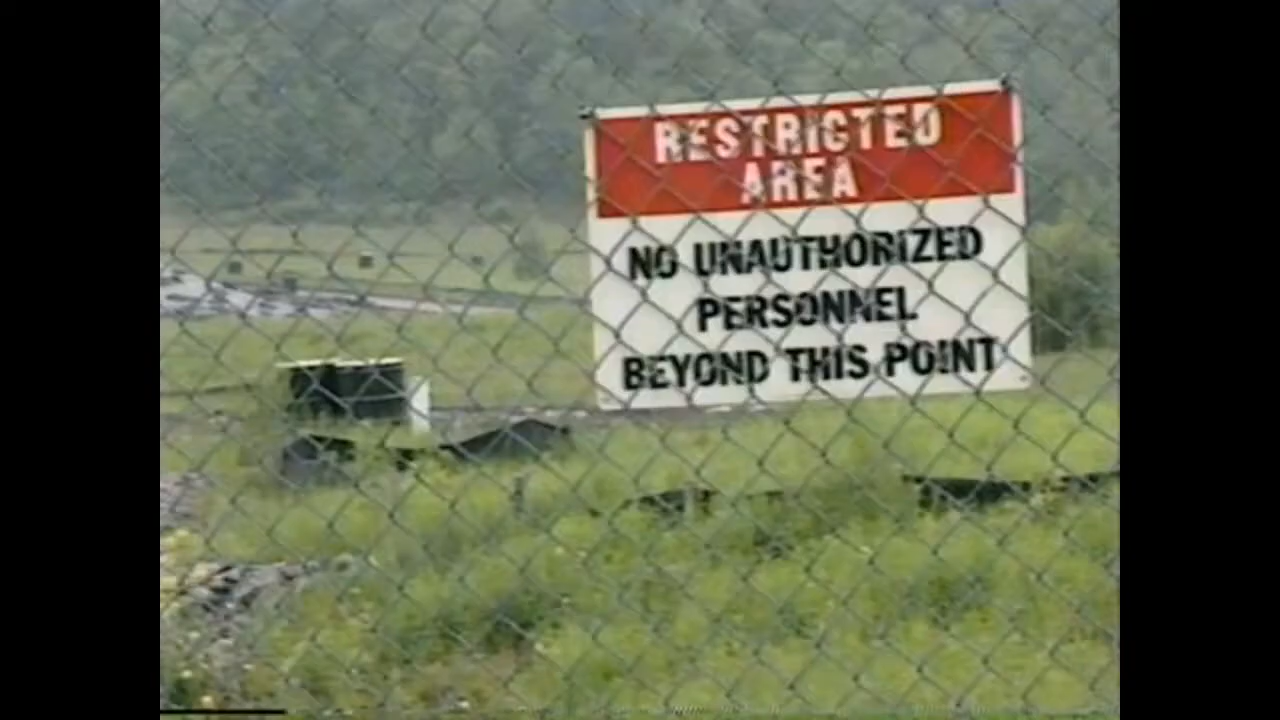 RESTRICTED
AREA
NO UNAUTHORIZED
PERSONNEL
BEYOND THIS POINT